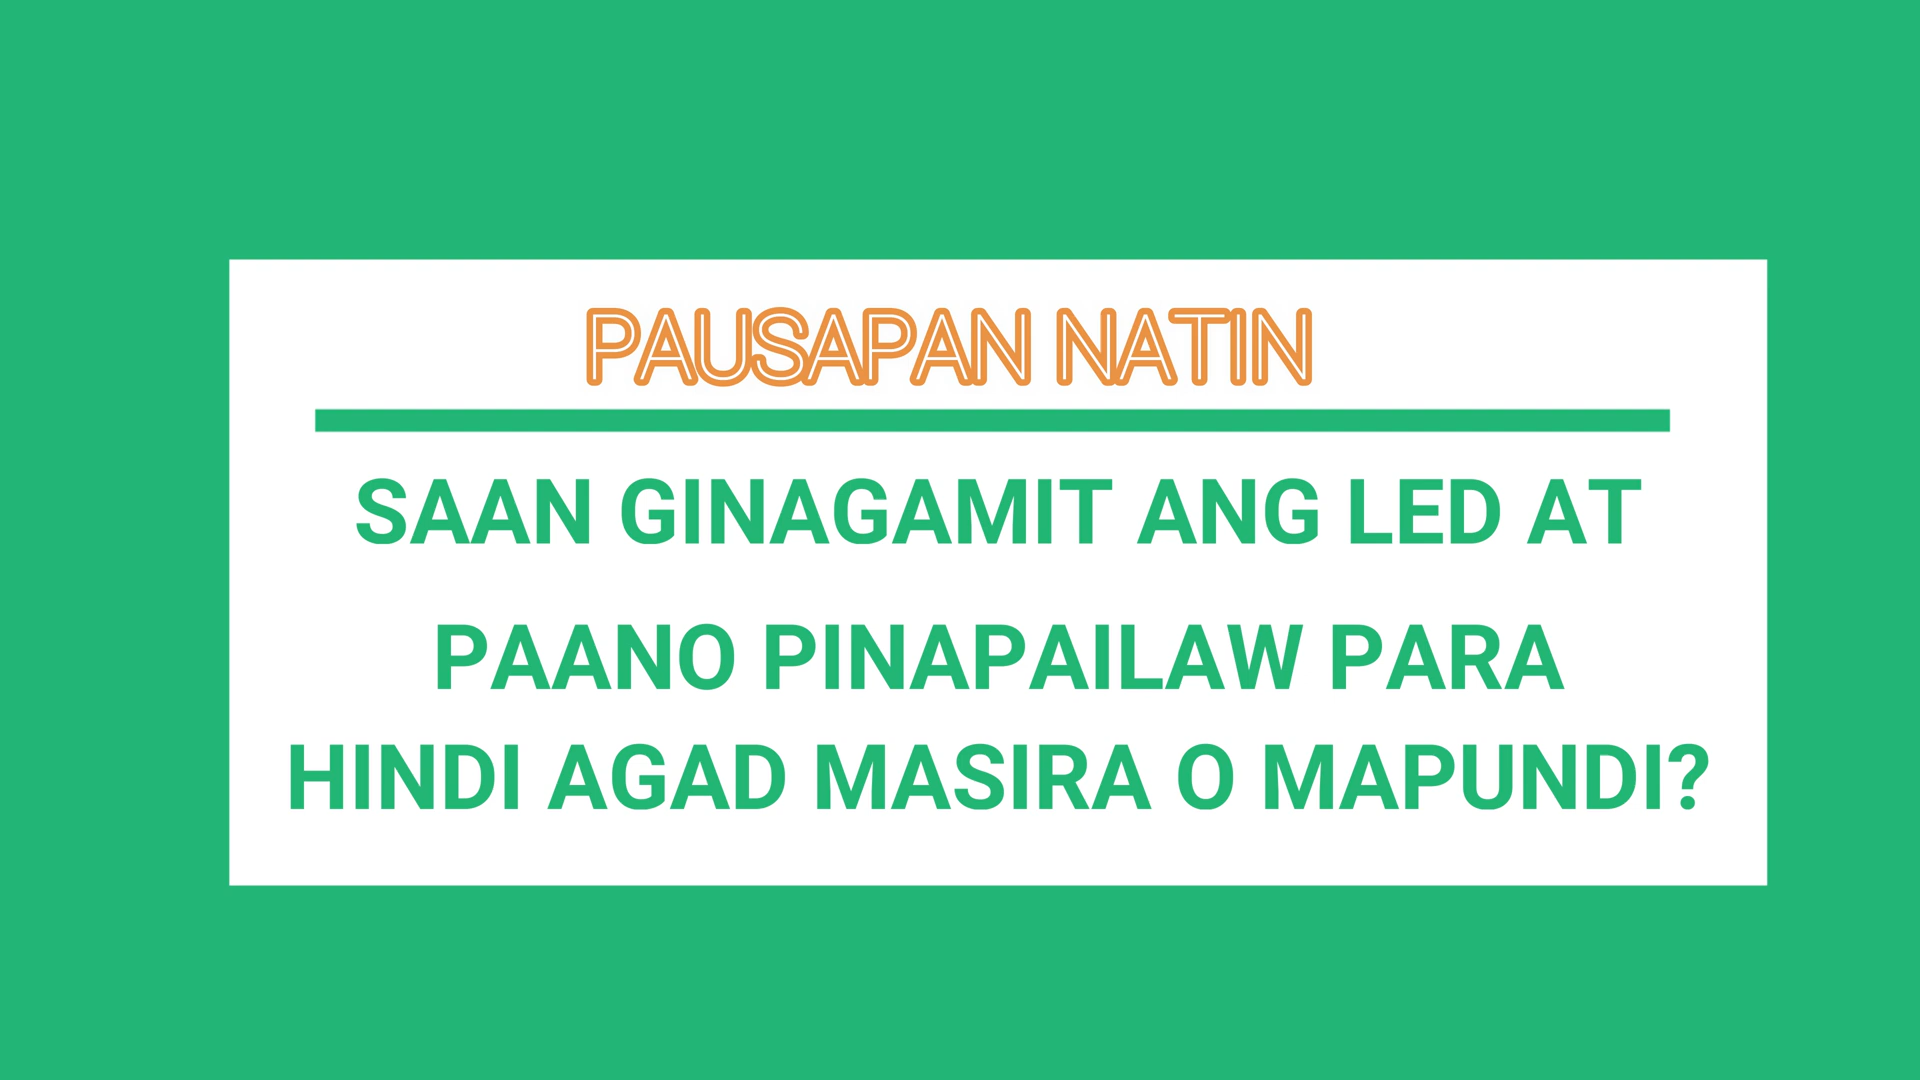 PAUSAPAN NATIN
SAAN GINAGAMIT ANG LED AT
PAANO PINAPAILAW PARA
HINDI AGAD MASIRA O MAPUNDI?